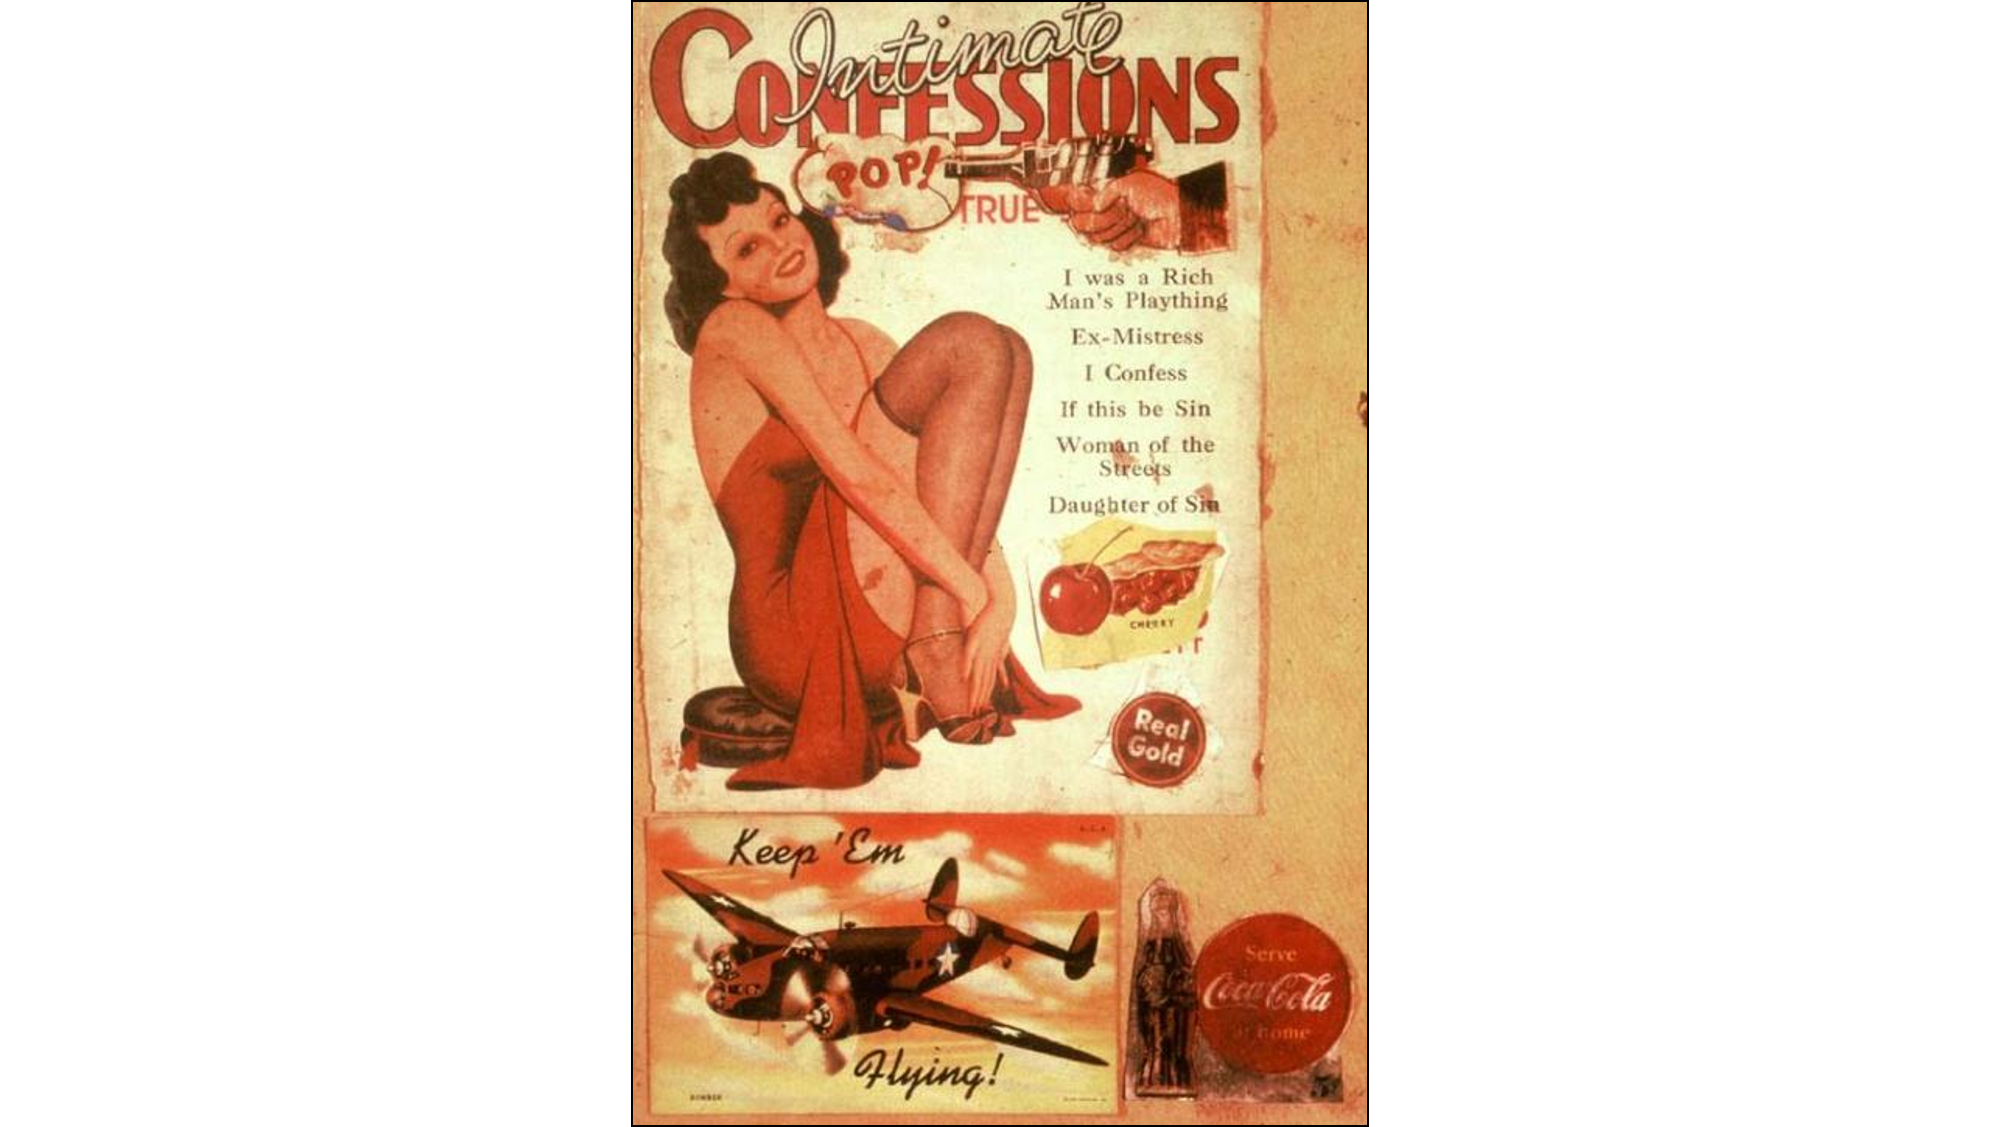 Intimate
CONFESSIONS
POP!
TRUE
I was a Rich
Man's Plaything
Ex-Mistress
I Confess
If this be Sin
Woman of the
Streets
Daughter of Sin
CHERRY
Real
Gold
Keep 'Em
Flying!
BOMBER
Serve
Coca-Cola
at home